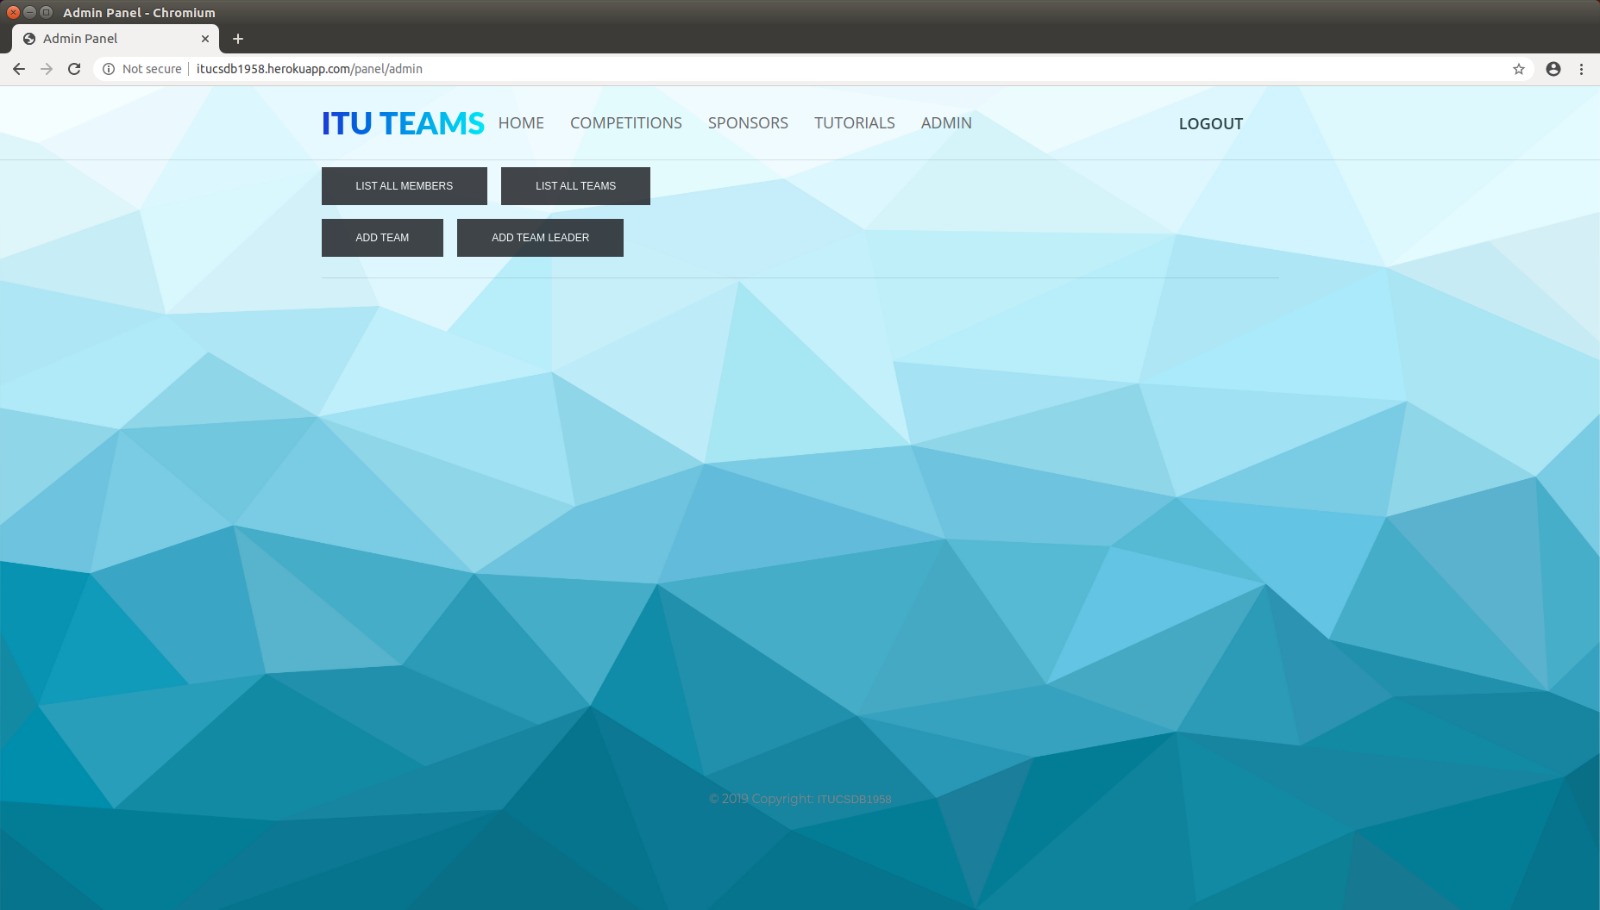 Admin Panel - Chromium
Admin Panel
Not secure itucsdb1958.herokuapp.com/panel/admin
ITU TEAMS HOME COMPETITIONS SPONSORS TUTORIALS ADMIN LOGOUT
LIST ALL MEMBERS LIST ALL TEAMS
ADD TEAM ADD TEAM LEADER
© 2019 Copyright: ITUCSDB1958